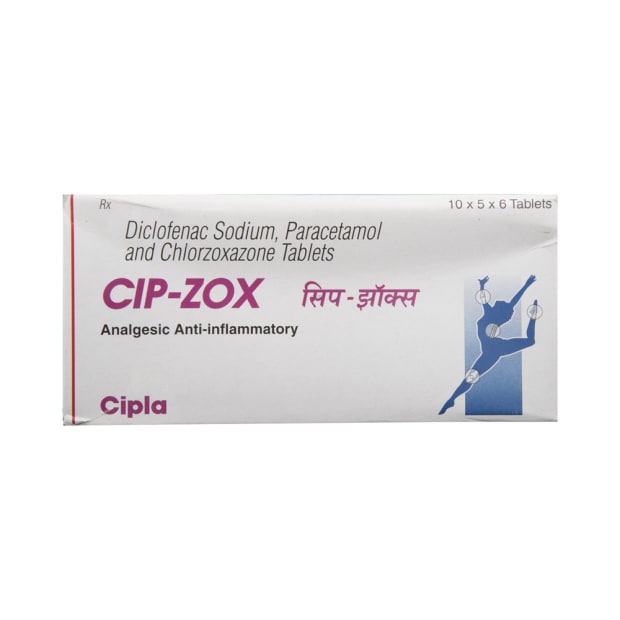 Rx
10 x 5 x 6 Tablets
Diclofenac Sodium, Paracetamol
and Chlorzoxazone Tablets
CIP-ZOX सिप - झॉक्स
Analgesic Anti-inflammatory
Cipla